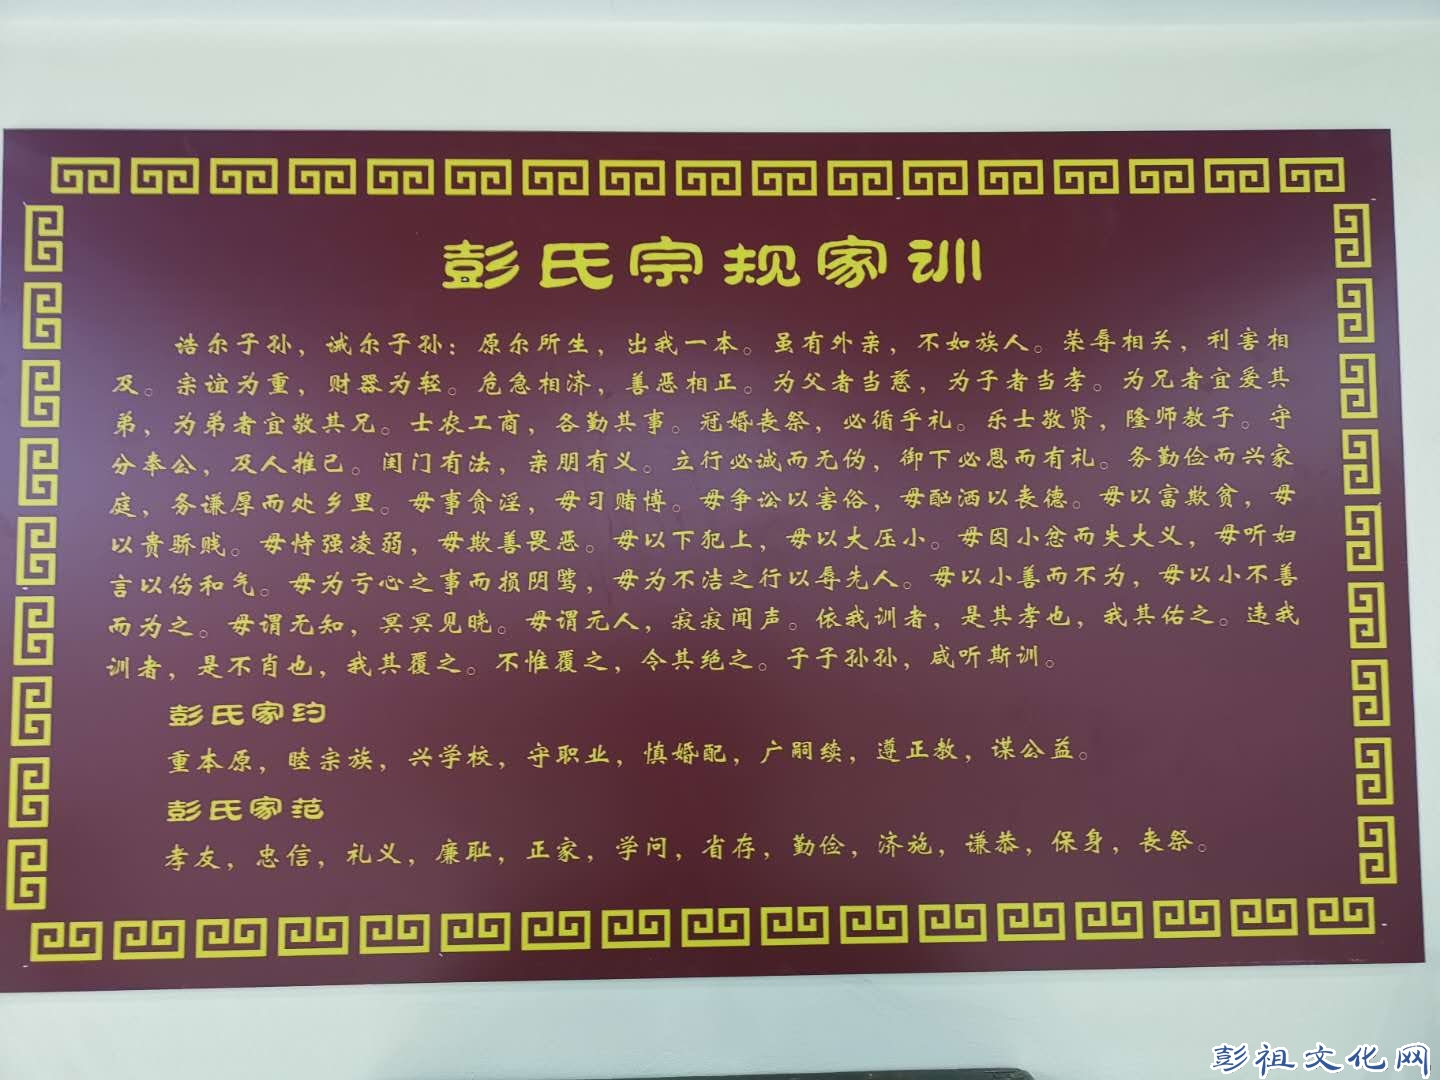 彭氏宗规家训
诰尔子孙，诫尔子孙：原尔所生，出我一本。虽有外亲，不如族人。荣辱相关，利害相
及。宗谊为重，财器为轻。危急相济，善恶相正。为父者当慈，为子者当孝。为兄者宜爱其
弟，为弟者宜敬其兄。士农工商，各勤其事。冠婚丧祭，必循乎礼。乐士敬贤，隆师教子。守
分奉公，及人推己。闺门有法，亲朋有义。立行必诚而无伪，御下必恩而有礼。务勤俭而兴家
庭，务谦厚而处乡里。毋事贪淫，毋习赌博。毋争讼以害俗，毋酗酒以丧德。毋以富欺贫，毋
以贵骄贱。毋恃强凌弱，毋欺善畏恶。毋以下犯上，毋以大压小。毋因小忿而失大义，毋听妇
言以伤和气。毋为亏心之事而损阴骘，毋为不洁之行以辱先人。毋以小善而不为，毋以小不善
而为之。毋谓无知，冥冥见晓。毋谓无人，寂寂闻声。依我训者，是其孝也，我其佑之。违我
训者，是不肖也，我其覆之。不惟覆之，令其绝之。子子孙孙，咸听斯训。
彭氏家约
重本原，睦宗族，兴学校，守职业，慎婚配，广嗣续，遵正教，谋公益。
彭氏家范
孝友，忠信，礼义，廉耻，正家，学问，省存，勤俭，济施，谦恭，保身，丧祭。
彭祖文化网